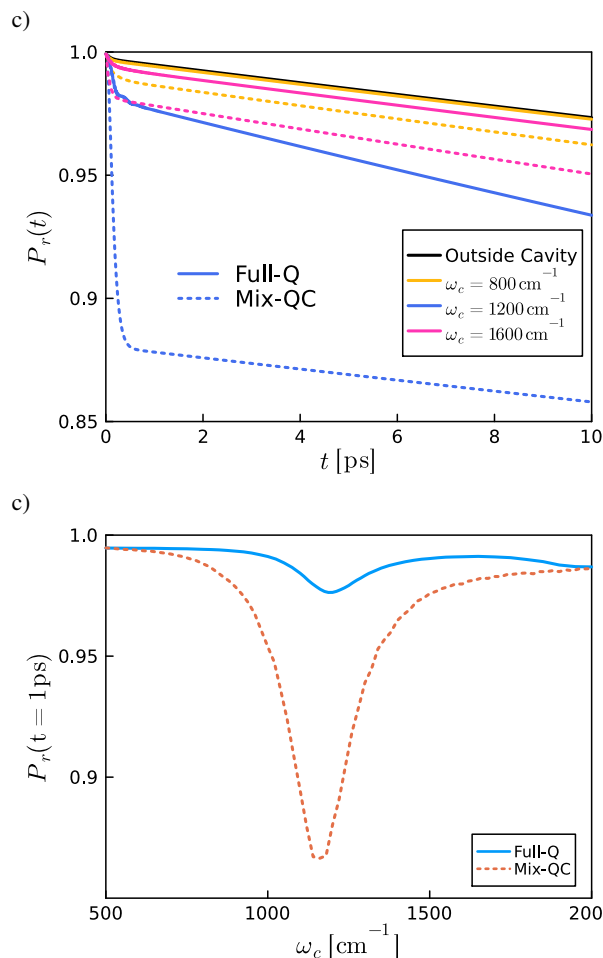 c)
1.0
0.95
0.9
0.85
P_r(t)
Full-Q
Mix-QC
Outside Cavity
ω_c = 800 cm⁻¹
ω_c = 1200 cm⁻¹
ω_c = 1600 cm⁻¹
0 2 4 6 8 10
t [ps]
c)
1.0
0.95
0.9
P_r(t = 1ps)
Full-Q
Mix-QC
500 1000 1500 200
ω_c [cm⁻¹]